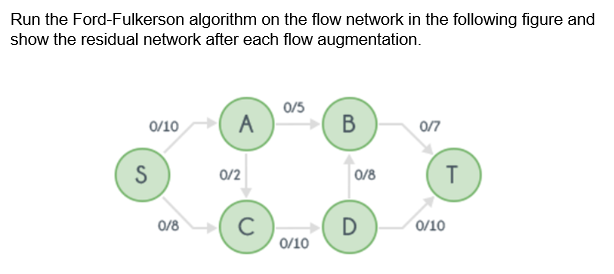 Run the Ford-Fulkerson algorithm on the flow network in the following figure and
show the residual network after each flow augmentation.
0/5
0/10 A B 0/7
S 0/2 0/8 T
0/8 C D 0/10
0/10